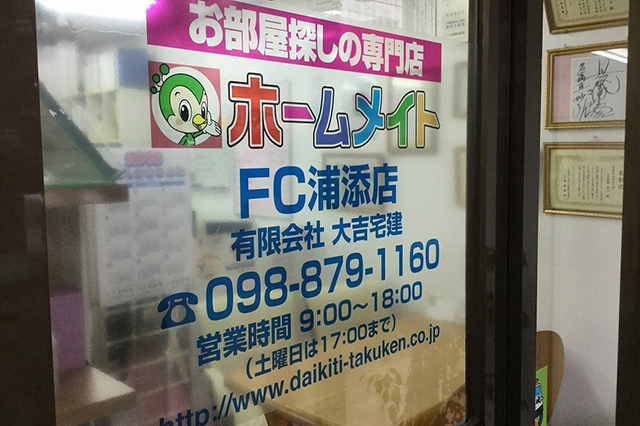 お部屋探しの専門店
ホームメイト
FC浦添店
有限会社 大吉宅建
☎098-879-1160
営業時間 9:00～18:00
（土曜日は17:00まで）
http://www.daikiti-takuken.co.jp